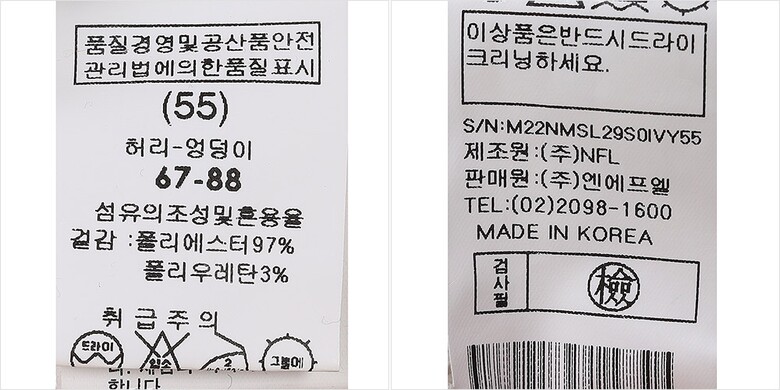 품질경영및공산품안전
관리법에의한품질표시
(55)
허리-엉덩이
67-88
섬유의조성및혼용율
겉감 :폴리에스터97%
폴리우레탄3%
취급주의
드라이
2
그늘에
합니다
이상품은반드시드라이
크리닝하세요.
S/N:M22NMSL29S0IVY55
제조원:(주)NFL
판매원:(주)엔에프엘
TEL:(02)2098-1600
MADE IN KOREA
검사필
檢